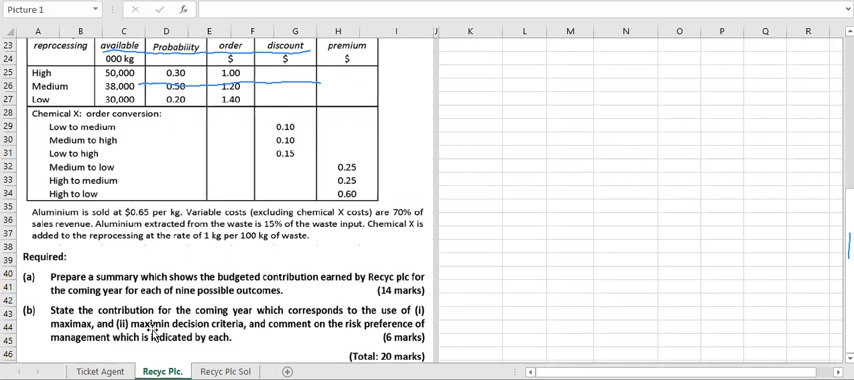 Picture 1
fx
A B C D E F G H I J K L M N O P Q R
23 reprocessing available Probability order discount premium
24 000 kg $ $ $
25 High 50,000 0.30 1.00
26 Medium 38,000 0.50 1.20
27 Low 30,000 0.20 1.40
28 Chemical X: order conversion:
29 Low to medium 0.10
30 Medium to high 0.10
31 Low to high 0.15
32 Medium to low 0.25
33 High to medium 0.25
34 High to low 0.60
35
36 Aluminium is sold at $0.65 per kg. Variable costs (excluding chemical X costs) are 70% of
sales revenue. Aluminium extracted from the waste is 15% of the waste input. Chemical X is
37 added to the reprocessing at the rate of 1 kg per 100 kg of waste.
38
39 Required:
40 (a) Prepare a summary which shows the budgeted contribution earned by Recyc plc for
41 the coming year for each of nine possible outcomes. (14 marks)
42
43 (b) State the contribution for the coming year which corresponds to the use of (i)
44 maximax, and (ii) maximin decision criteria, and comment on the risk preference of
45 management which is indicated by each. (6 marks)
46 (Total: 20 marks)
Ticket Agent Recyc Plc. Recyc Plc Sol